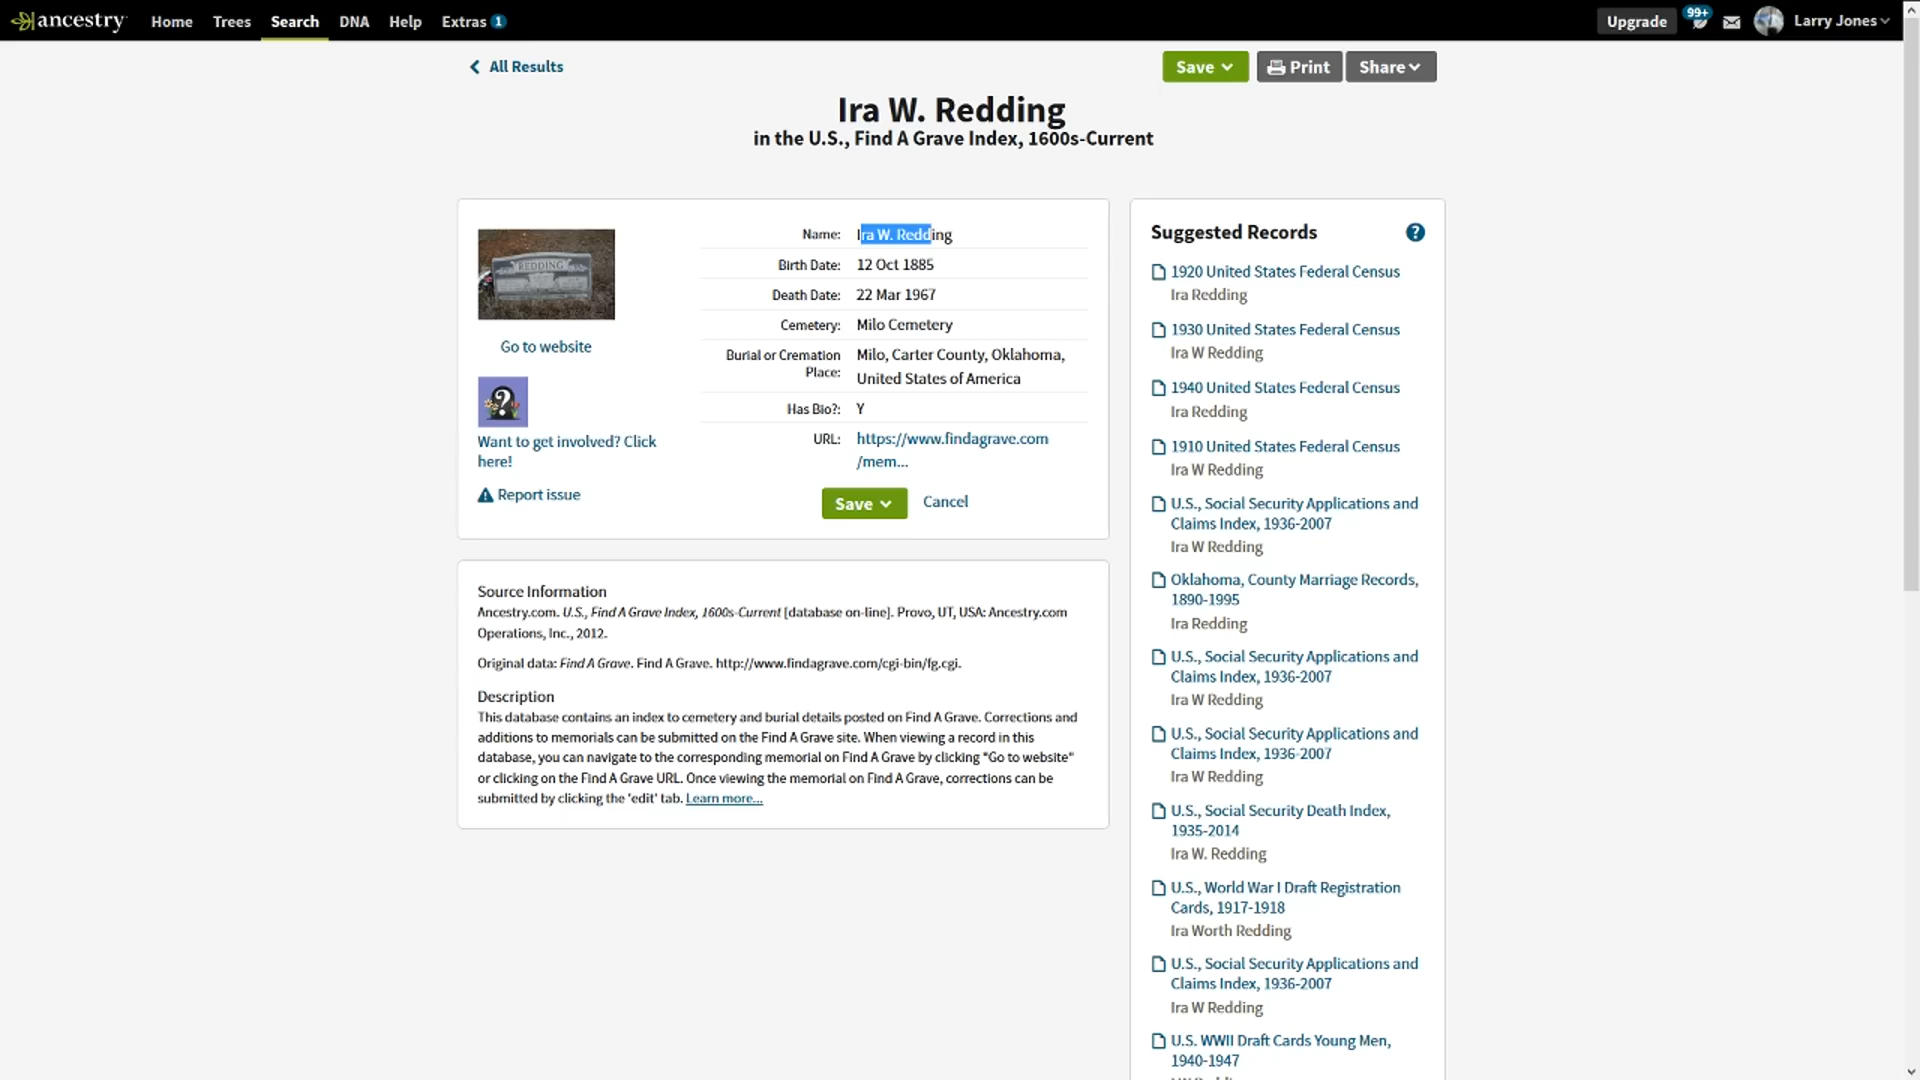 ancestry
Home Trees Search DNA Help Extras 1
Upgrade 99+ Larry Jones
All Results
Save Print Share
Ira W. Redding
in the U.S., Find A Grave Index, 1600s-Current
REDDING
Go to website
?
Want to get involved? Click
here!
Report issue
Name: Ira W. Redding
Birth Date: 12 Oct 1885
Death Date: 22 Mar 1967
Cemetery: Milo Cemetery
Burial or Cremation Place: Milo, Carter County, Oklahoma,
United States of America
Has Bio?: Y
URL: https://www.findagrave.com
/mem...
Save Cancel
Source Information
Ancestry.com. U.S., Find A Grave Index, 1600s-Current [database on-line]. Provo, UT, USA: Ancestry.com
Operations, Inc., 2012.
Original data: Find A Grave. Find A Grave. http://www.findagrave.com/cgi-bin/fg.cgi.
Description
This database contains an index to cemetery and burial details posted on Find A Grave. Corrections and
additions to memorials can be submitted on the Find A Grave site. When viewing a record in this
database, you can navigate to the corresponding memorial on Find A Grave by clicking "Go to website"
or clicking on the Find A Grave URL. Once viewing the memorial on Find A Grave, corrections can be
submitted by clicking the 'edit' tab. Learn more...
Suggested Records ?
1920 United States Federal Census
Ira Redding
1930 United States Federal Census
Ira W Redding
1940 United States Federal Census
Ira Redding
1910 United States Federal Census
Ira W Redding
U.S., Social Security Applications and
Claims Index, 1936-2007
Ira W Redding
Oklahoma, County Marriage Records,
1890-1995
Ira Redding
U.S., Social Security Applications and
Claims Index, 1936-2007
Ira W Redding
U.S., Social Security Applications and
Claims Index, 1936-2007
Ira W Redding
U.S., Social Security Death Index,
1935-2014
Ira W. Redding
U.S., World War I Draft Registration
Cards, 1917-1918
Ira Worth Redding
U.S., Social Security Applications and
Claims Index, 1936-2007
Ira W Redding
U.S. WWII Draft Cards Young Men,
1940-1947